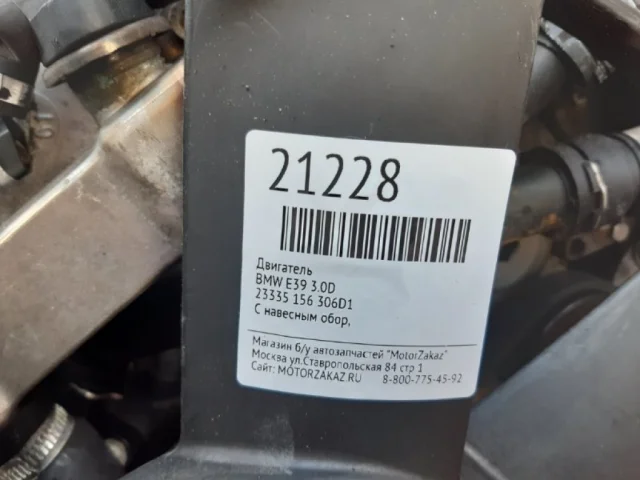 21228
Двигатель
BMW E39 3.0D
23335 156 306D1
С навесным обор,
Магазин б/у автозапчастей "MotorZakaz"
Москва ул.Ставропольская 84 стр 1
Сайт: MOTORZAKAZ.RU 8-800-775-45-92